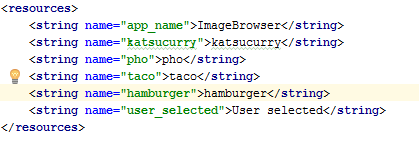 <resources>
<string name="app_name">ImageBrowser</string>
<string name="katsucurry">katsucurry</string>
<string name="pho">pho</string>
<string name="taco">taco</string>
<string name="hamburger">hamburger</string>
<string name="user_selected">User selected</string>
</resources>